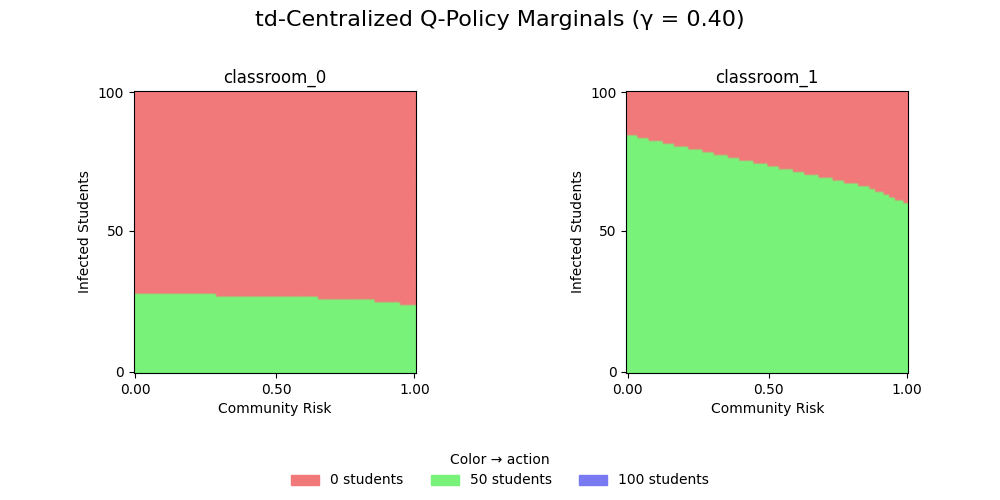 td-Centralized Q-Policy Marginals (γ = 0.40)
classroom_0
classroom_1
100
50
0
Infected Students
0.00 0.50 1.00
Community Risk
100
50
0
Infected Students
0.00 0.50 1.00
Community Risk
Color → action
0 students 50 students 100 students